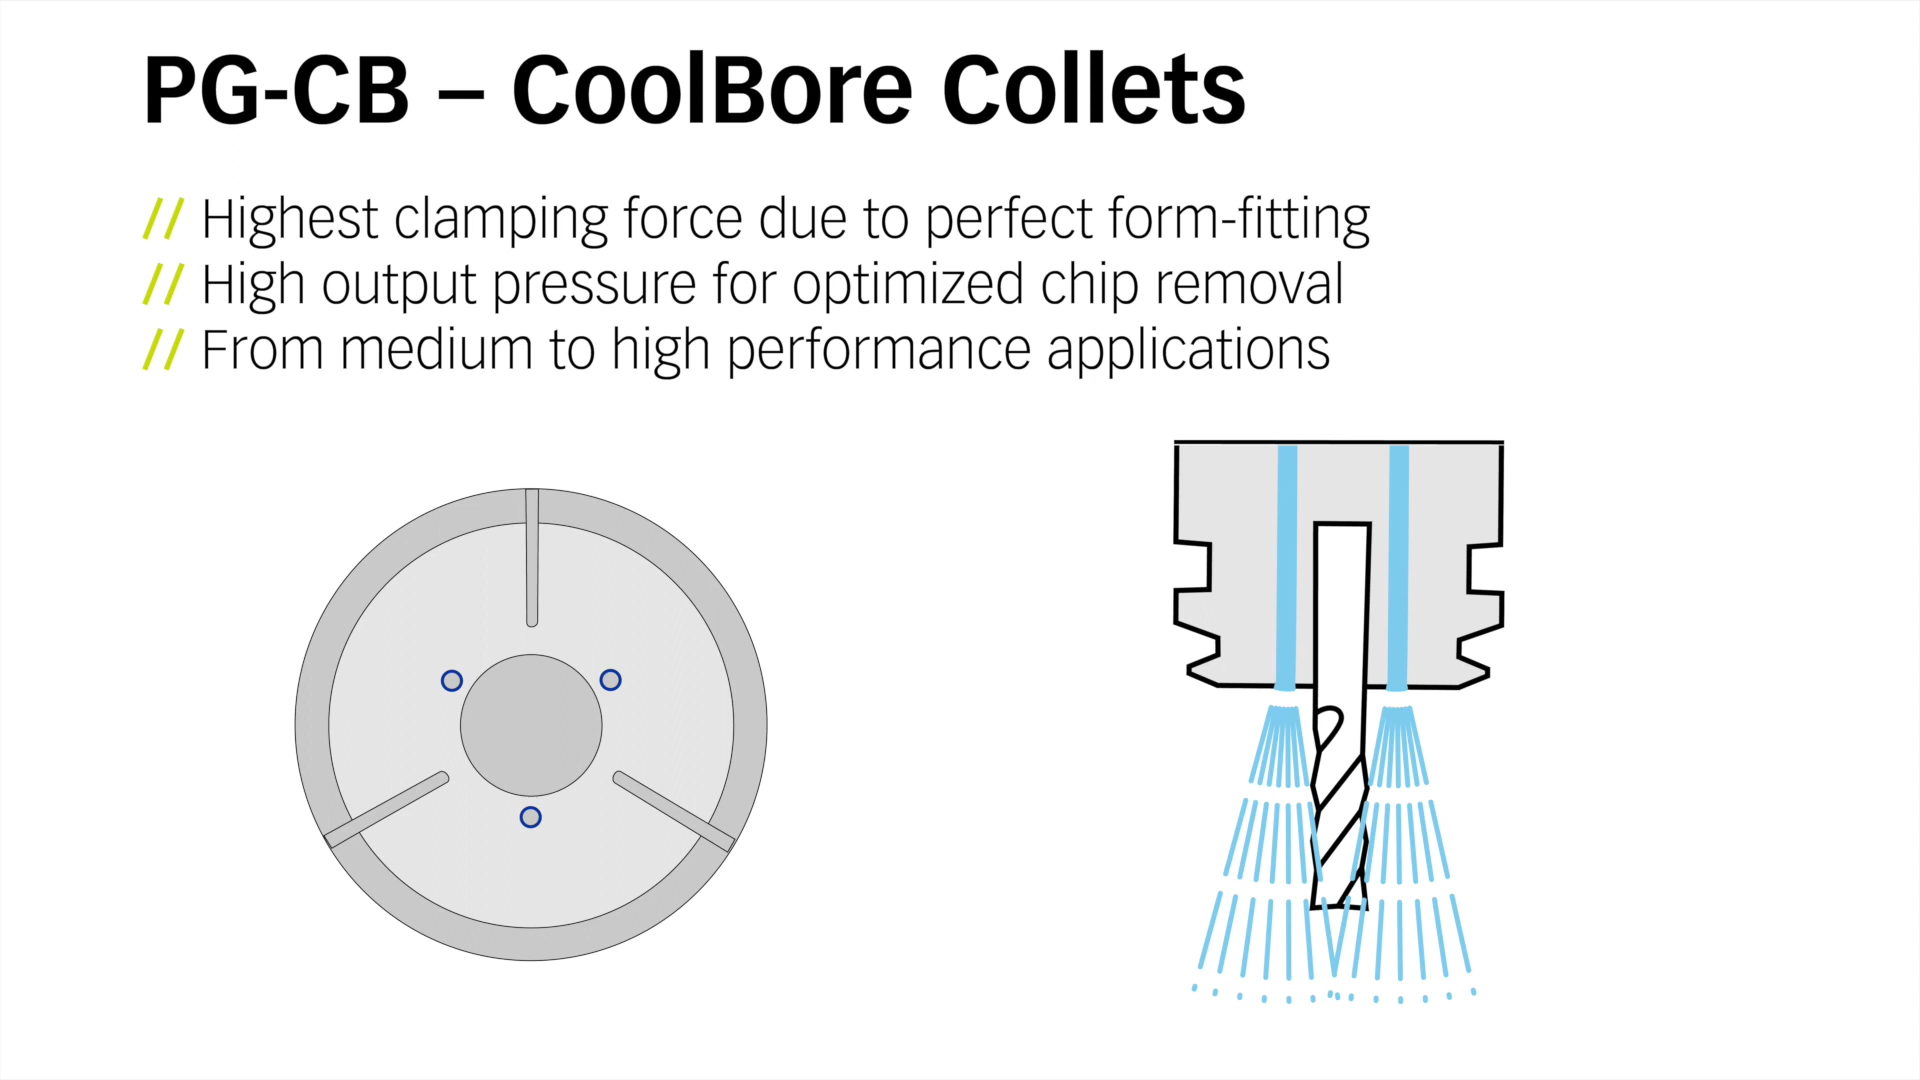 PG-CB – CoolBore Collets
// Highest clamping force due to perfect form-fitting
// High output pressure for optimized chip removal
// From medium to high performance applications